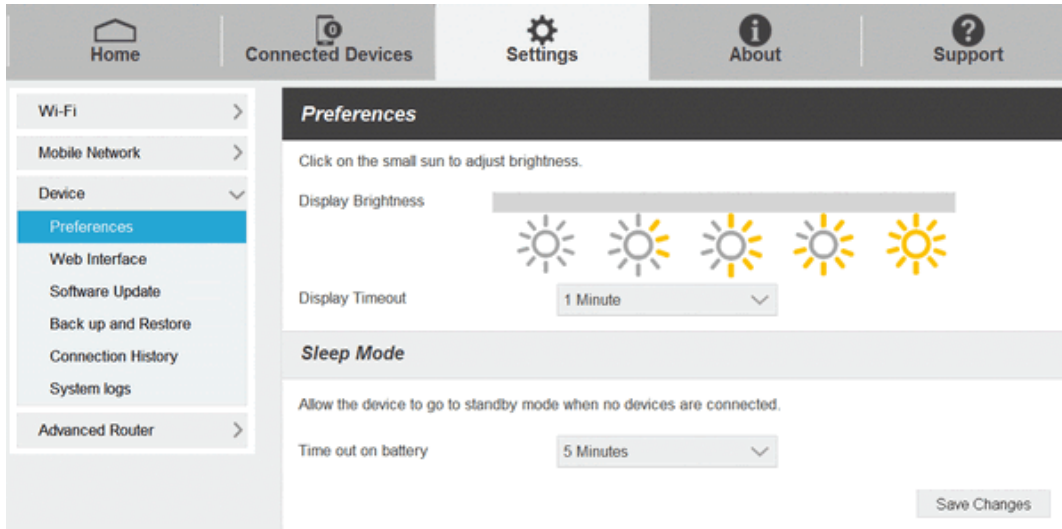 0
Home
Connected Devices
Settings
About
Support
Wi-Fi
Mobile Network
Device
Preferences
Web Interface
Software Update
Back up and Restore
Connection History
System logs
Advanced Router
Preferences
Click on the small sun to adjust brightness.
Display Brightness
Display Timeout
1 Minute
Sleep Mode
Allow the device to go to standby mode when no devices are connected.
Time out on battery
5 Minutes
Save Changes